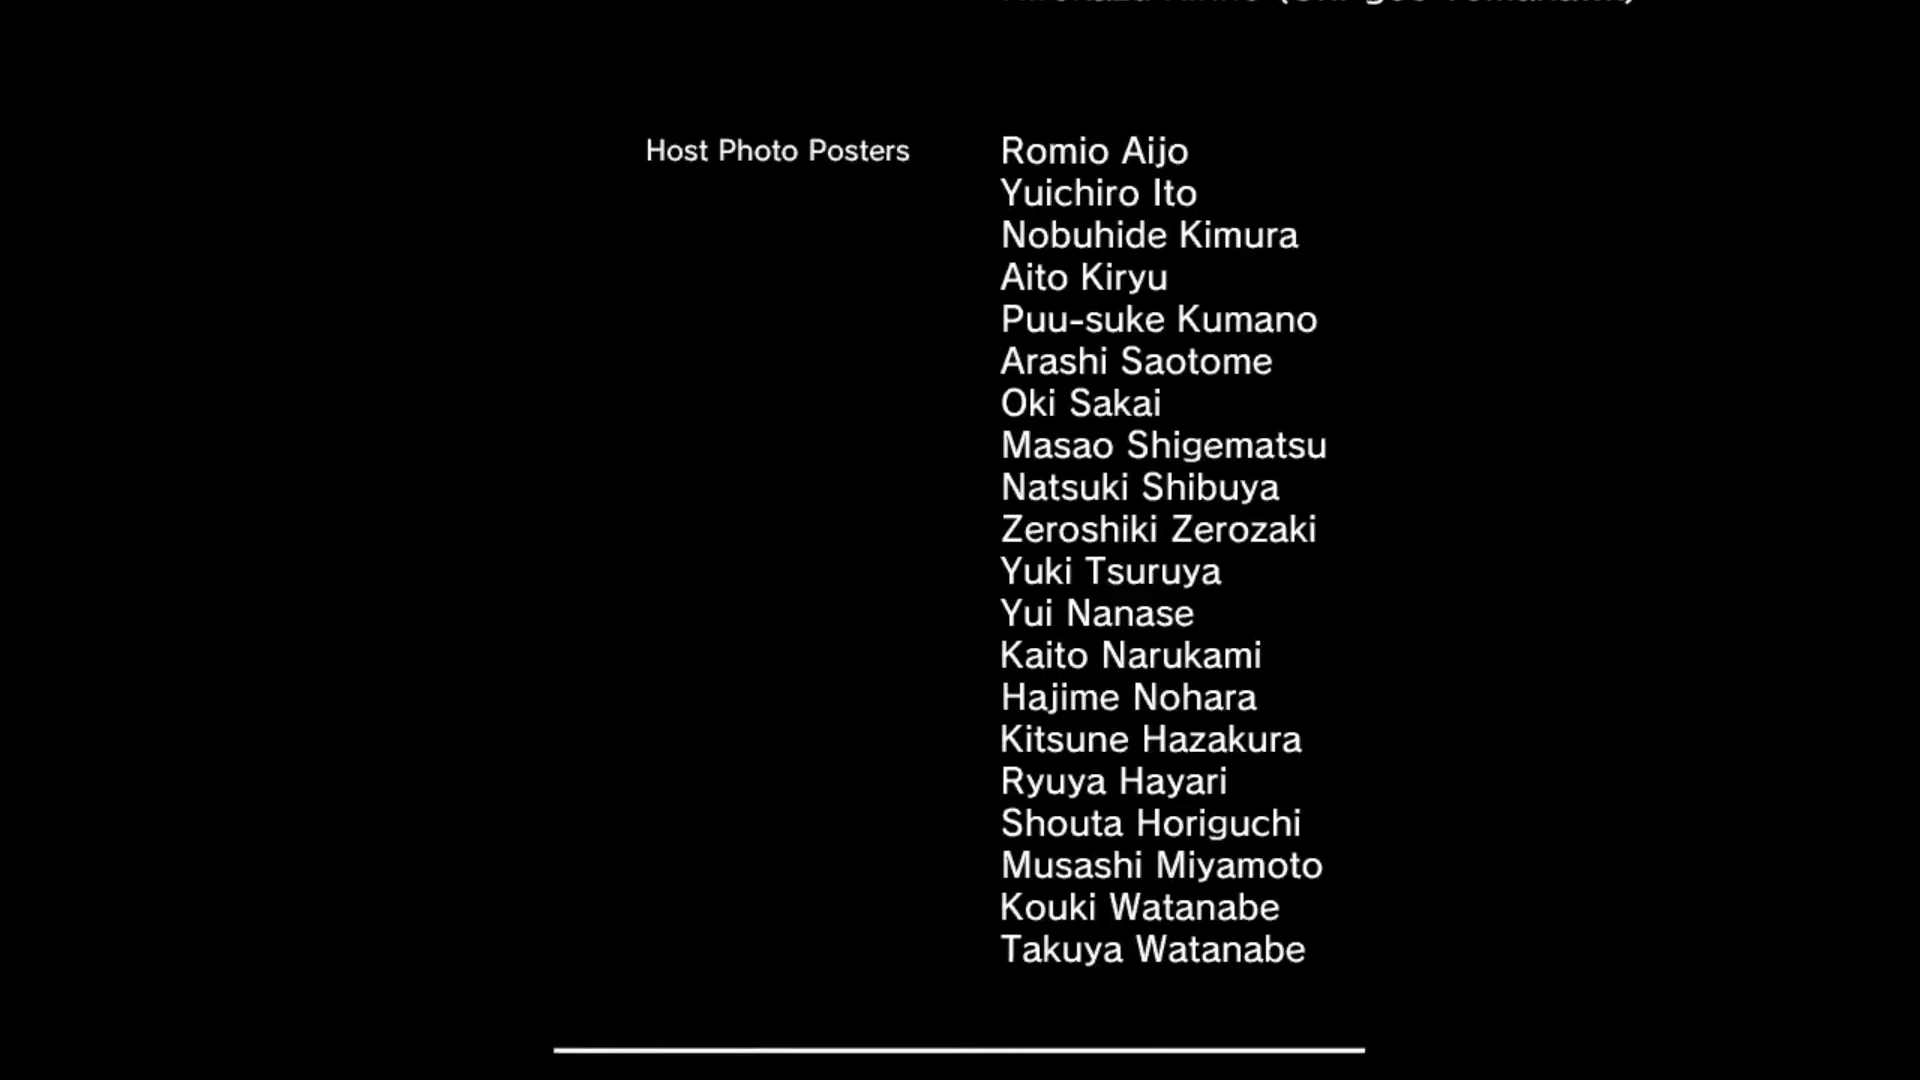 Host Photo Posters
Romio Aijo
Yuichiro Ito
Nobuhide Kimura
Aito Kiryu
Puu-suke Kumano
Arashi Saotome
Oki Sakai
Masao Shigematsu
Natsuki Shibuya
Zeroshiki Zerozaki
Yuki Tsuruya
Yui Nanase
Kaito Narukami
Hajime Nohara
Kitsune Hazakura
Ryuya Hayari
Shouta Horiguchi
Musashi Miyamoto
Kouki Watanabe
Takuya Watanabe